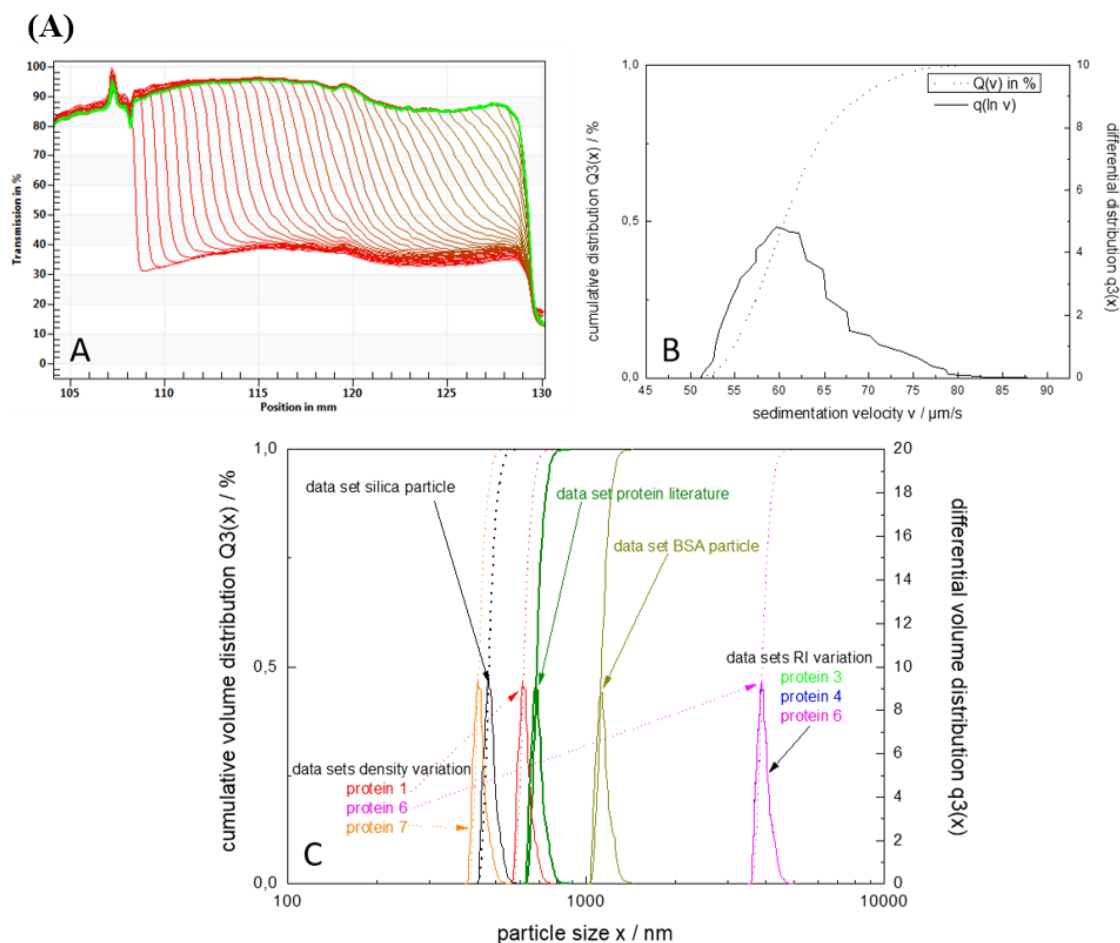 (A)
100
90
80
70
60
50
40
30
20
10
0
Transmission in %
A
105
110
115
120
125
130
Position in mm
1,0
0,5
0,0
cumulative distribution Q3(x) / %
Q(v) in %
q(ln v)
10
8
6
4
2
0
differential distribution q3(x)
B
45
50
55
60
65
70
75
80
85
90
sedimentation velocity v / µm/s
1,0
0,5
0,0
cumulative volume distribution Q3(x) / %
data set silica particle
data set protein literature
data set BSA particle
data sets RI variation
protein 3
protein 4
protein 6
data sets density variation
protein 1
protein 6
protein 7
C
20
18
16
14
12
10
8
6
4
2
0
differential volume distribution q3(x)
100
1000
10000
particle size x / nm